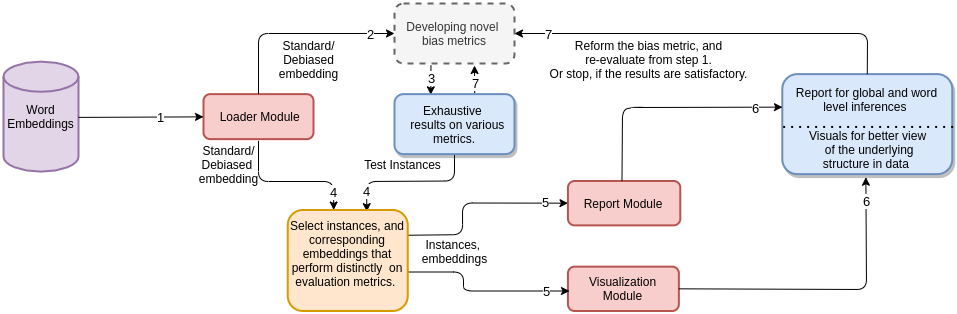 Developing novel
bias metrics
2
7
Standard/
Debiased
embedding
Reform the bias metric, and
re-evaluate from step 1.
Or stop, if the results are satisfactory.
3
7
Word
Embeddings
1
Loader Module
Exhaustive
results on various
metrics.
Report for global and word
level inferences
Visuals for better view
of the underlying
structure in data
6
Standard/
Debiased
embedding
Test Instances
4
4
Select instances, and
corresponding
embeddings that
perform distinctly on
evaluation metrics.
5
Report Module
6
Instances,
embeddings
5
Visualization
Module